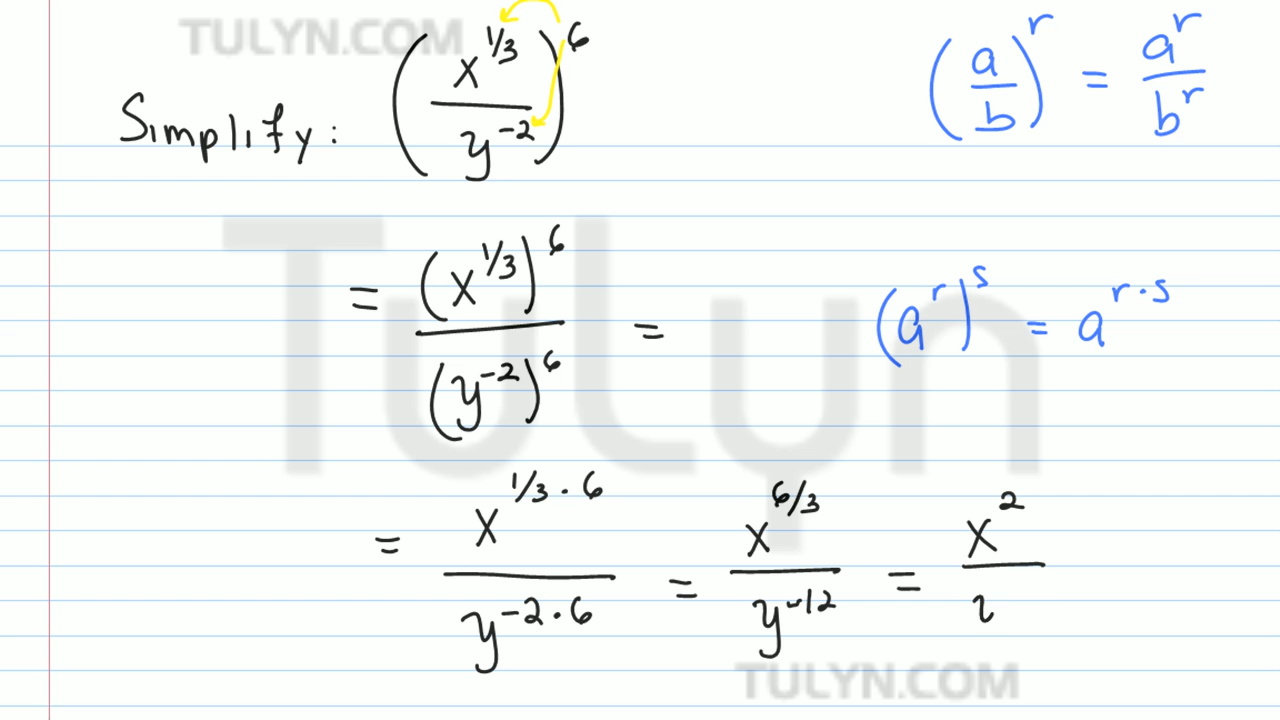 TULYN.COM
Simplify: (x^{1/3} / y^{-2})^6
(a/b)^r = a^r / b^r
= (x^{1/3})^6 / (y^{-2})^6 =
(a^r)^s = a^{r·s}
TuLyn
= x^{1/3·6} / y^{-2·6} = x^{6/3} / y^{-12} = x^2 /
TULYN.COM